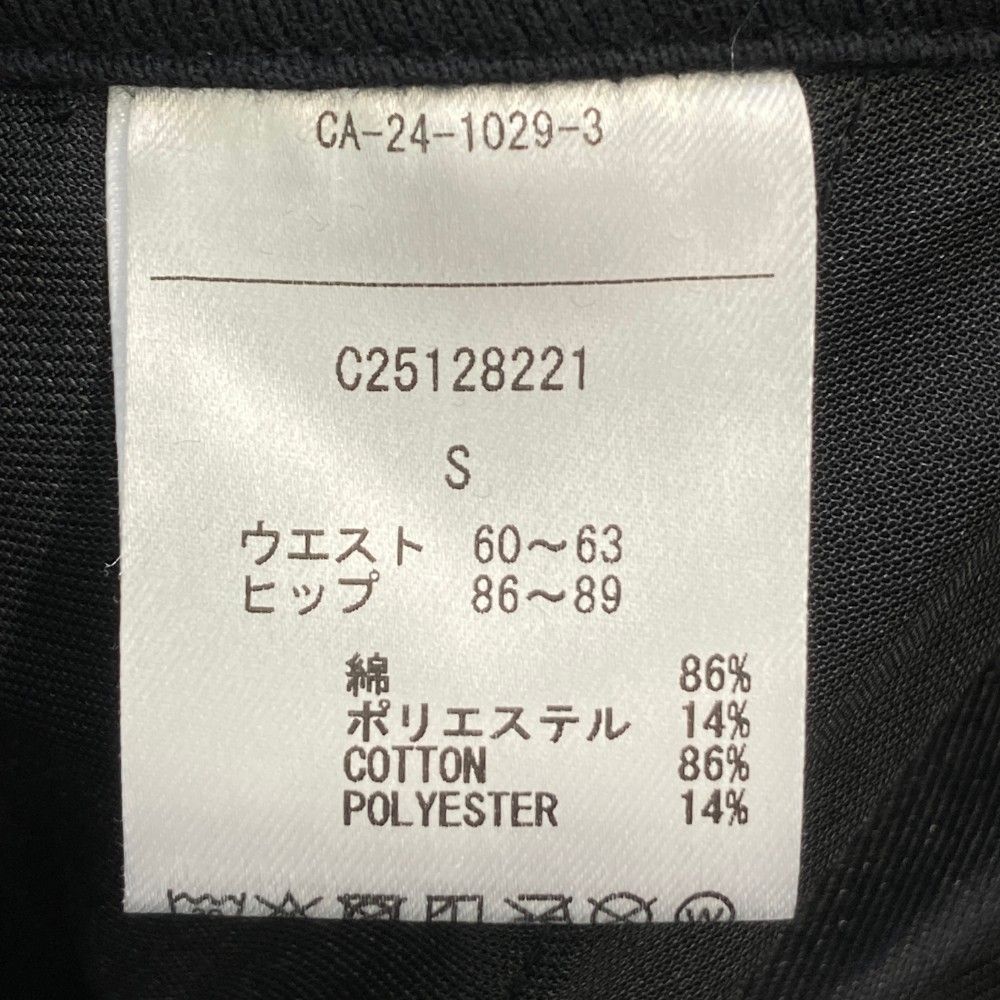 CA-24-1029-3
C25128221
S
ウエスト 60～63
ヒップ 86～89
綿 86%
ポリエステル 14%
COTTON 86%
POLYESTER 14%
W